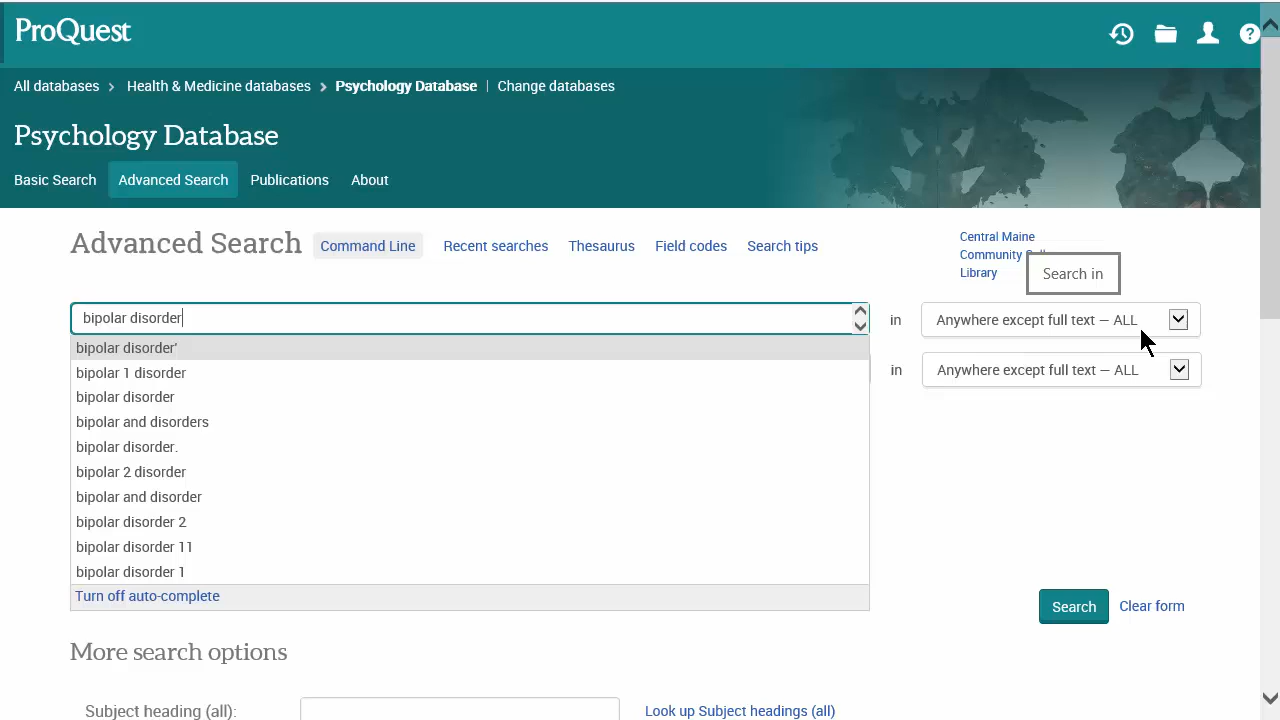 ProQuest
All databases > Health & Medicine databases > Psychology Database | Change databases
Psychology Database
Basic Search Advanced Search Publications About
Advanced Search Command Line Recent searches Thesaurus Field codes Search tips
Central Maine
Community
Library
Search in
bipolar disorder in Anywhere except full text – ALL
in Anywhere except full text – ALL
bipolar disorder'
bipolar 1 disorder
bipolar disorder
bipolar and disorders
bipolar disorder.
bipolar 2 disorder
bipolar and disorder
bipolar disorder 2
bipolar disorder 11
bipolar disorder 1
Turn off auto-complete
Search Clear form
More search options
Subject heading (all): Look up Subject headings (all)